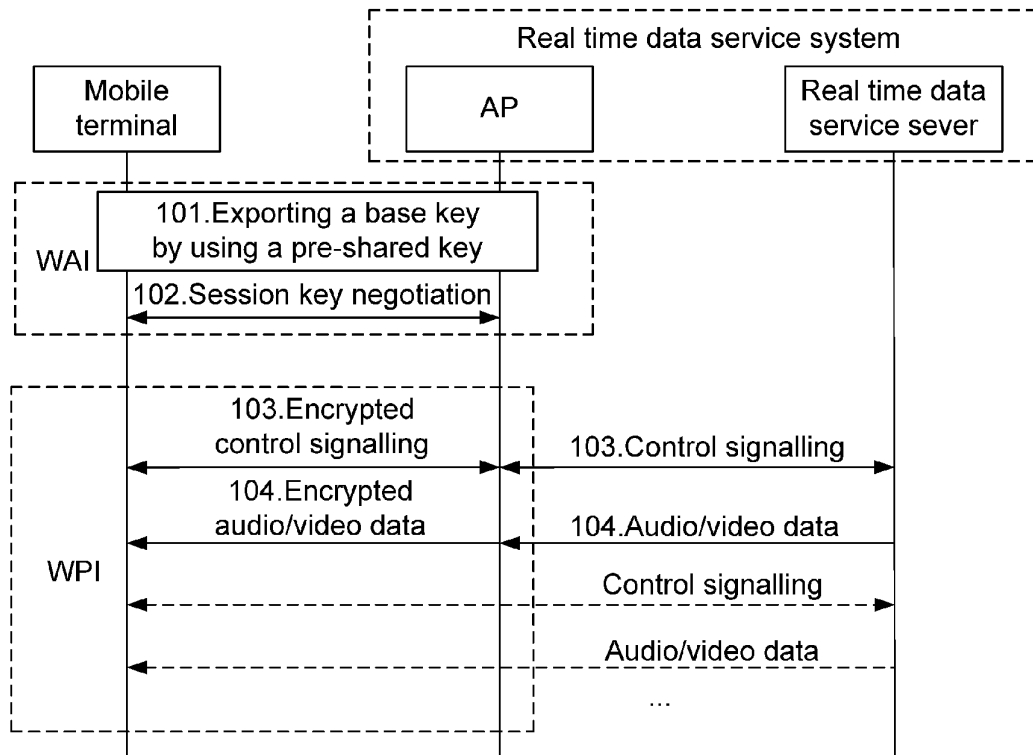 Real time data service system
Mobile
terminal
AP
Real time data
service sever
WAI
101.Exporting a base key
by using a pre-shared key
102.Session key negotiation
WPI
103.Encrypted
control signalling
103.Control signalling
104.Encrypted
audio/video data
104.Audio/video data
Control signalling
Audio/video data
...